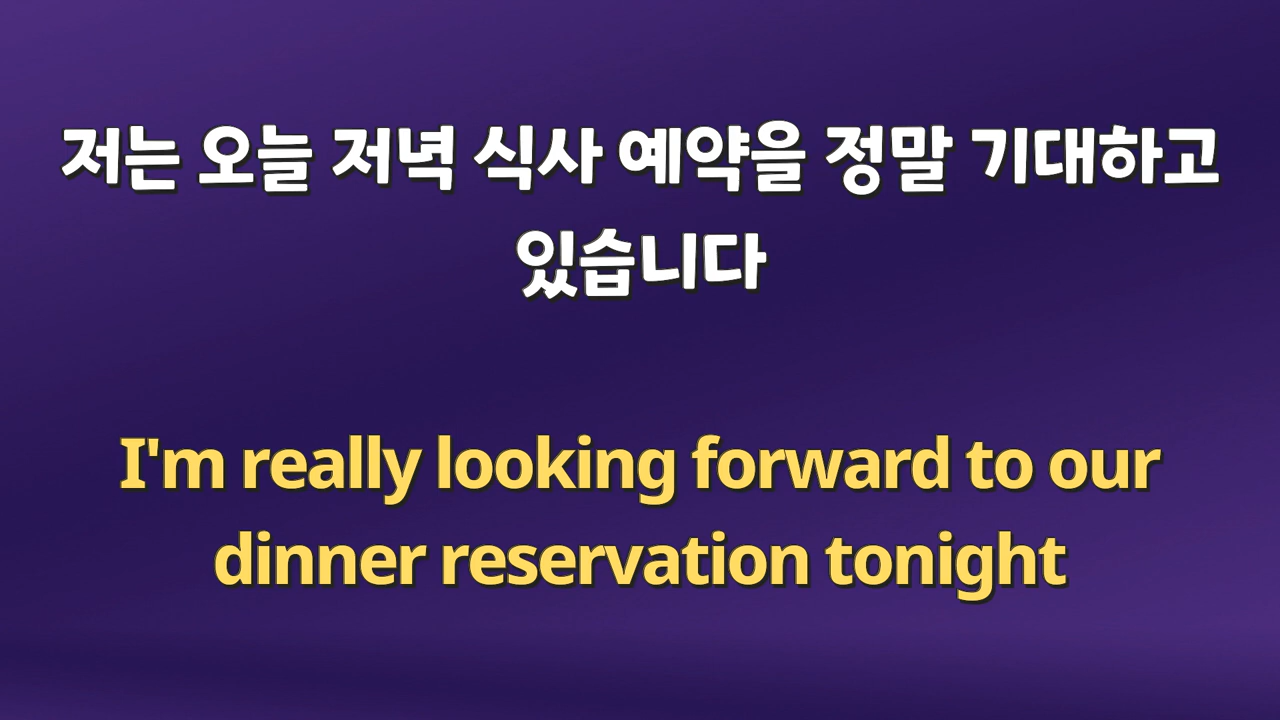 저는 오늘 저녁 식사 예약을 정말 기대하고
있습니다
I'm really looking forward to our
dinner reservation tonight